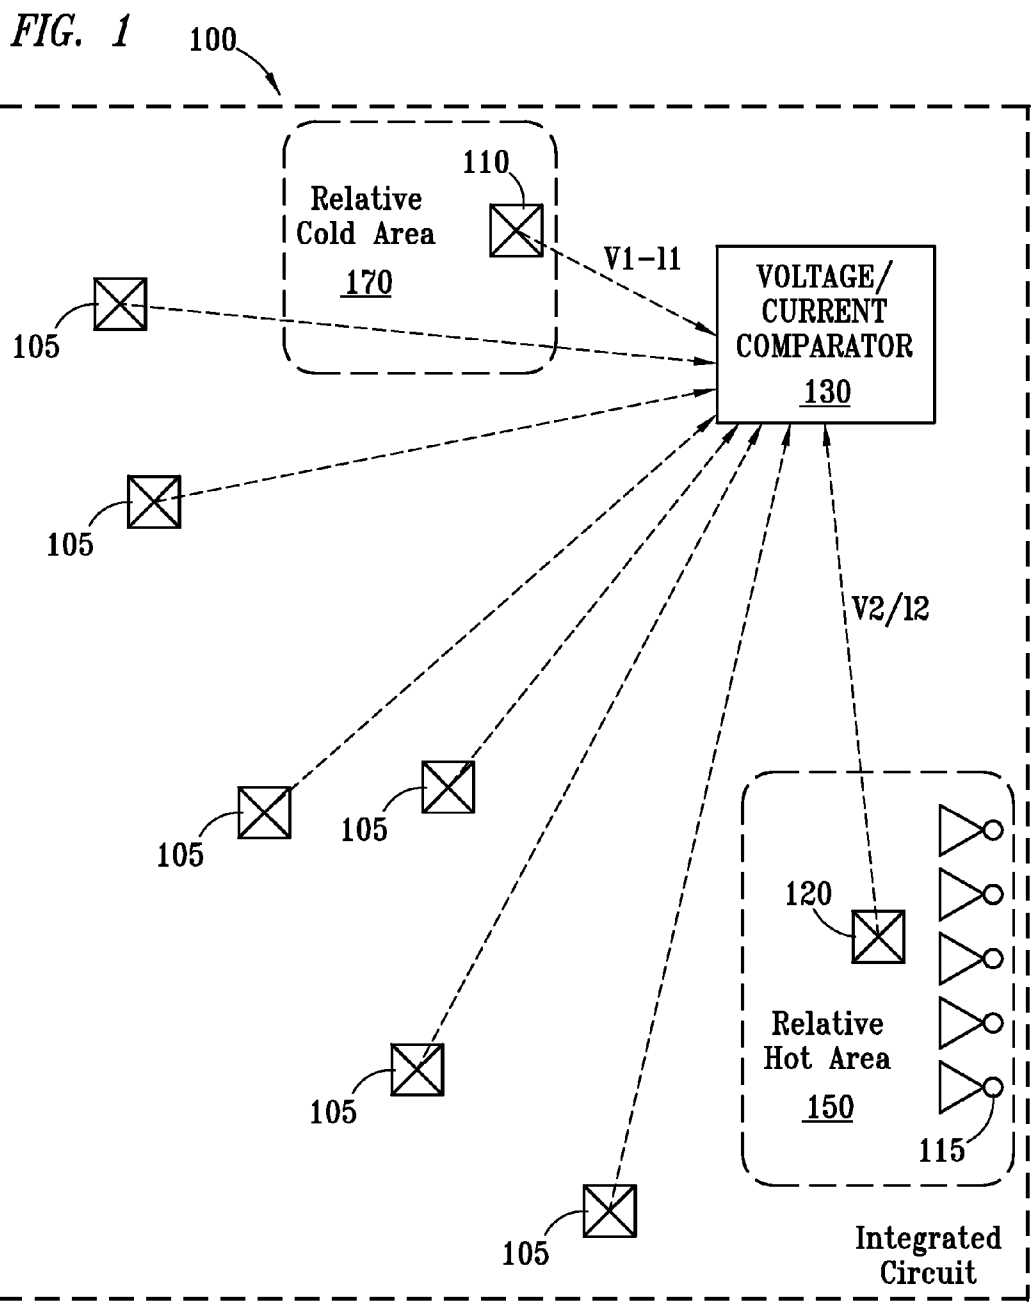 FIG. 1
100
110
Relative
Cold Area
170
V1-I1
VOLTAGE/
CURRENT
COMPARATOR
130
105
105
V2/I2
105
105
120
Relative
Hot Area
150
115
105
105
Integrated
Circuit